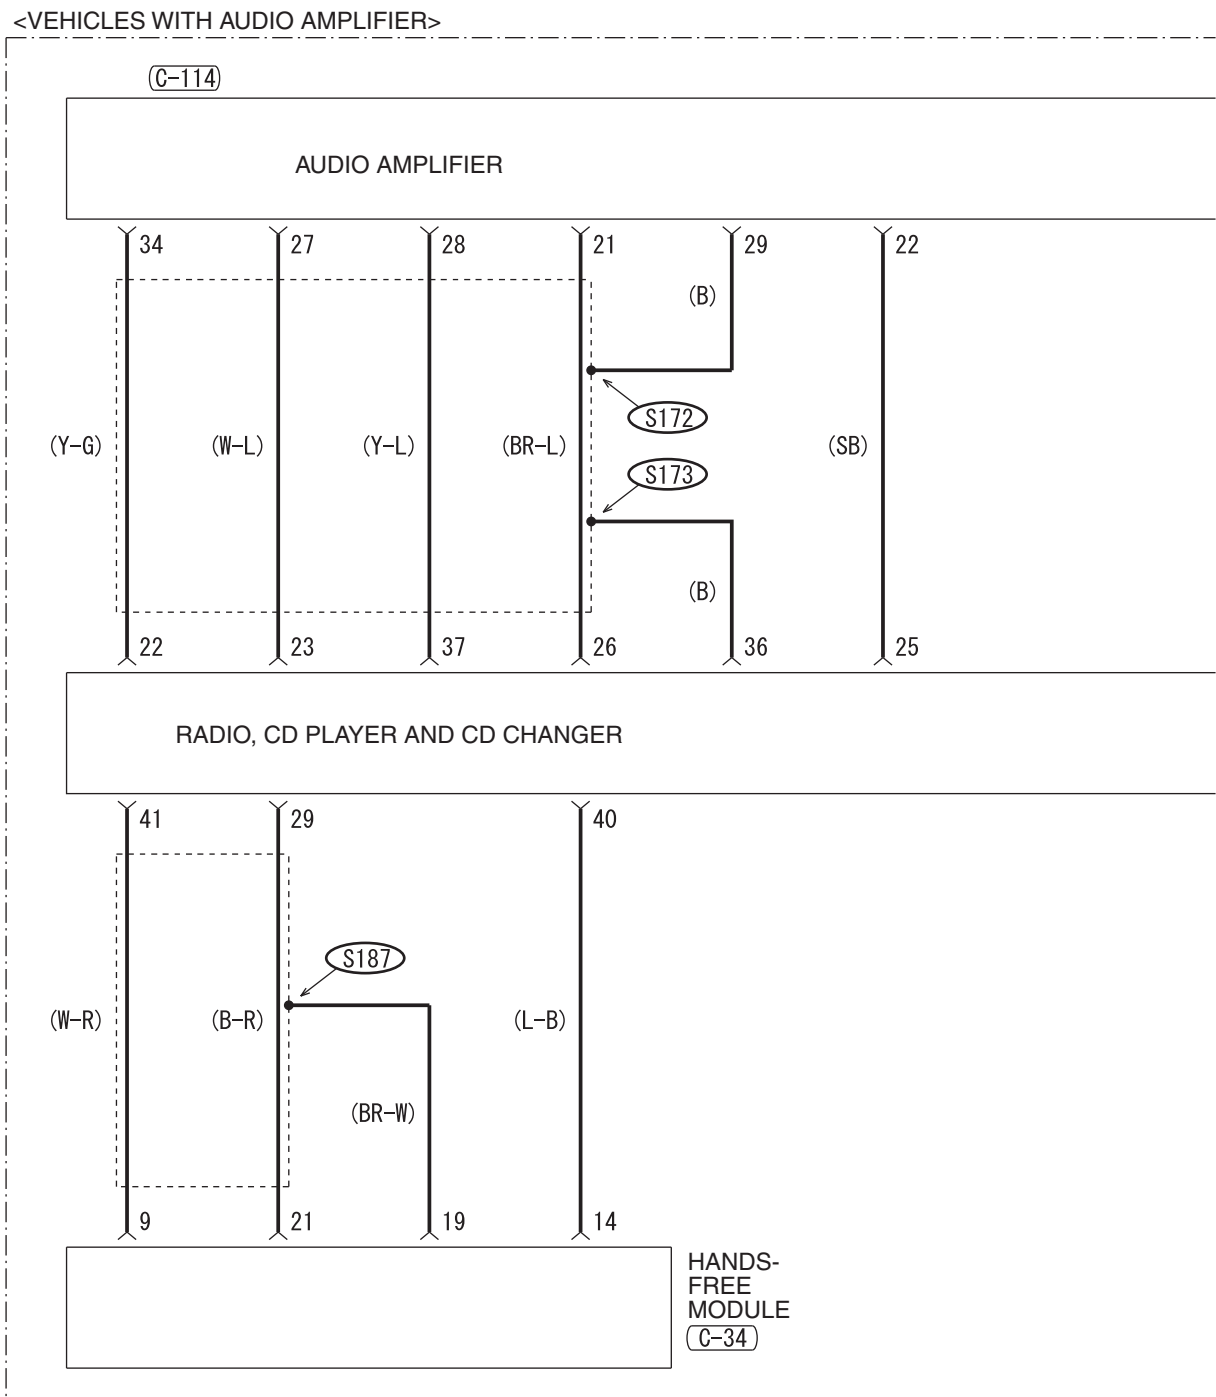 <VEHICLES WITH AUDIO AMPLIFIER>
C-114
AUDIO AMPLIFIER
34 27 28 21 29 22
(B)
S172
(Y-G) (W-L) (Y-L) (BR-L) (SB)
S173
(B)
22 23 37 26 36 25
RADIO, CD PLAYER AND CD CHANGER
41 29 40
S187
(W-R) (B-R) (L-B)
(BR-W)
9 21 19 14
HANDS-
FREE
MODULE
C-34